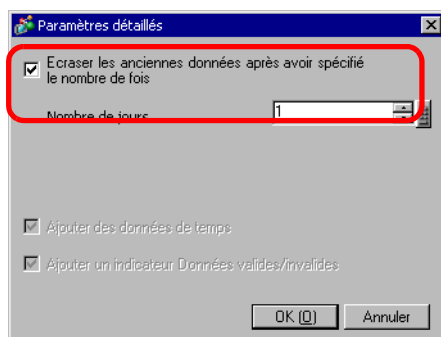 Paramètres détaillés
Ecraser les anciennes données après avoir spécifié
le nombre de fois
Nombre de jours
1
Ajouter des données de temps
Ajouter un indicateur Données valides/invalides
OK (O) Annuler